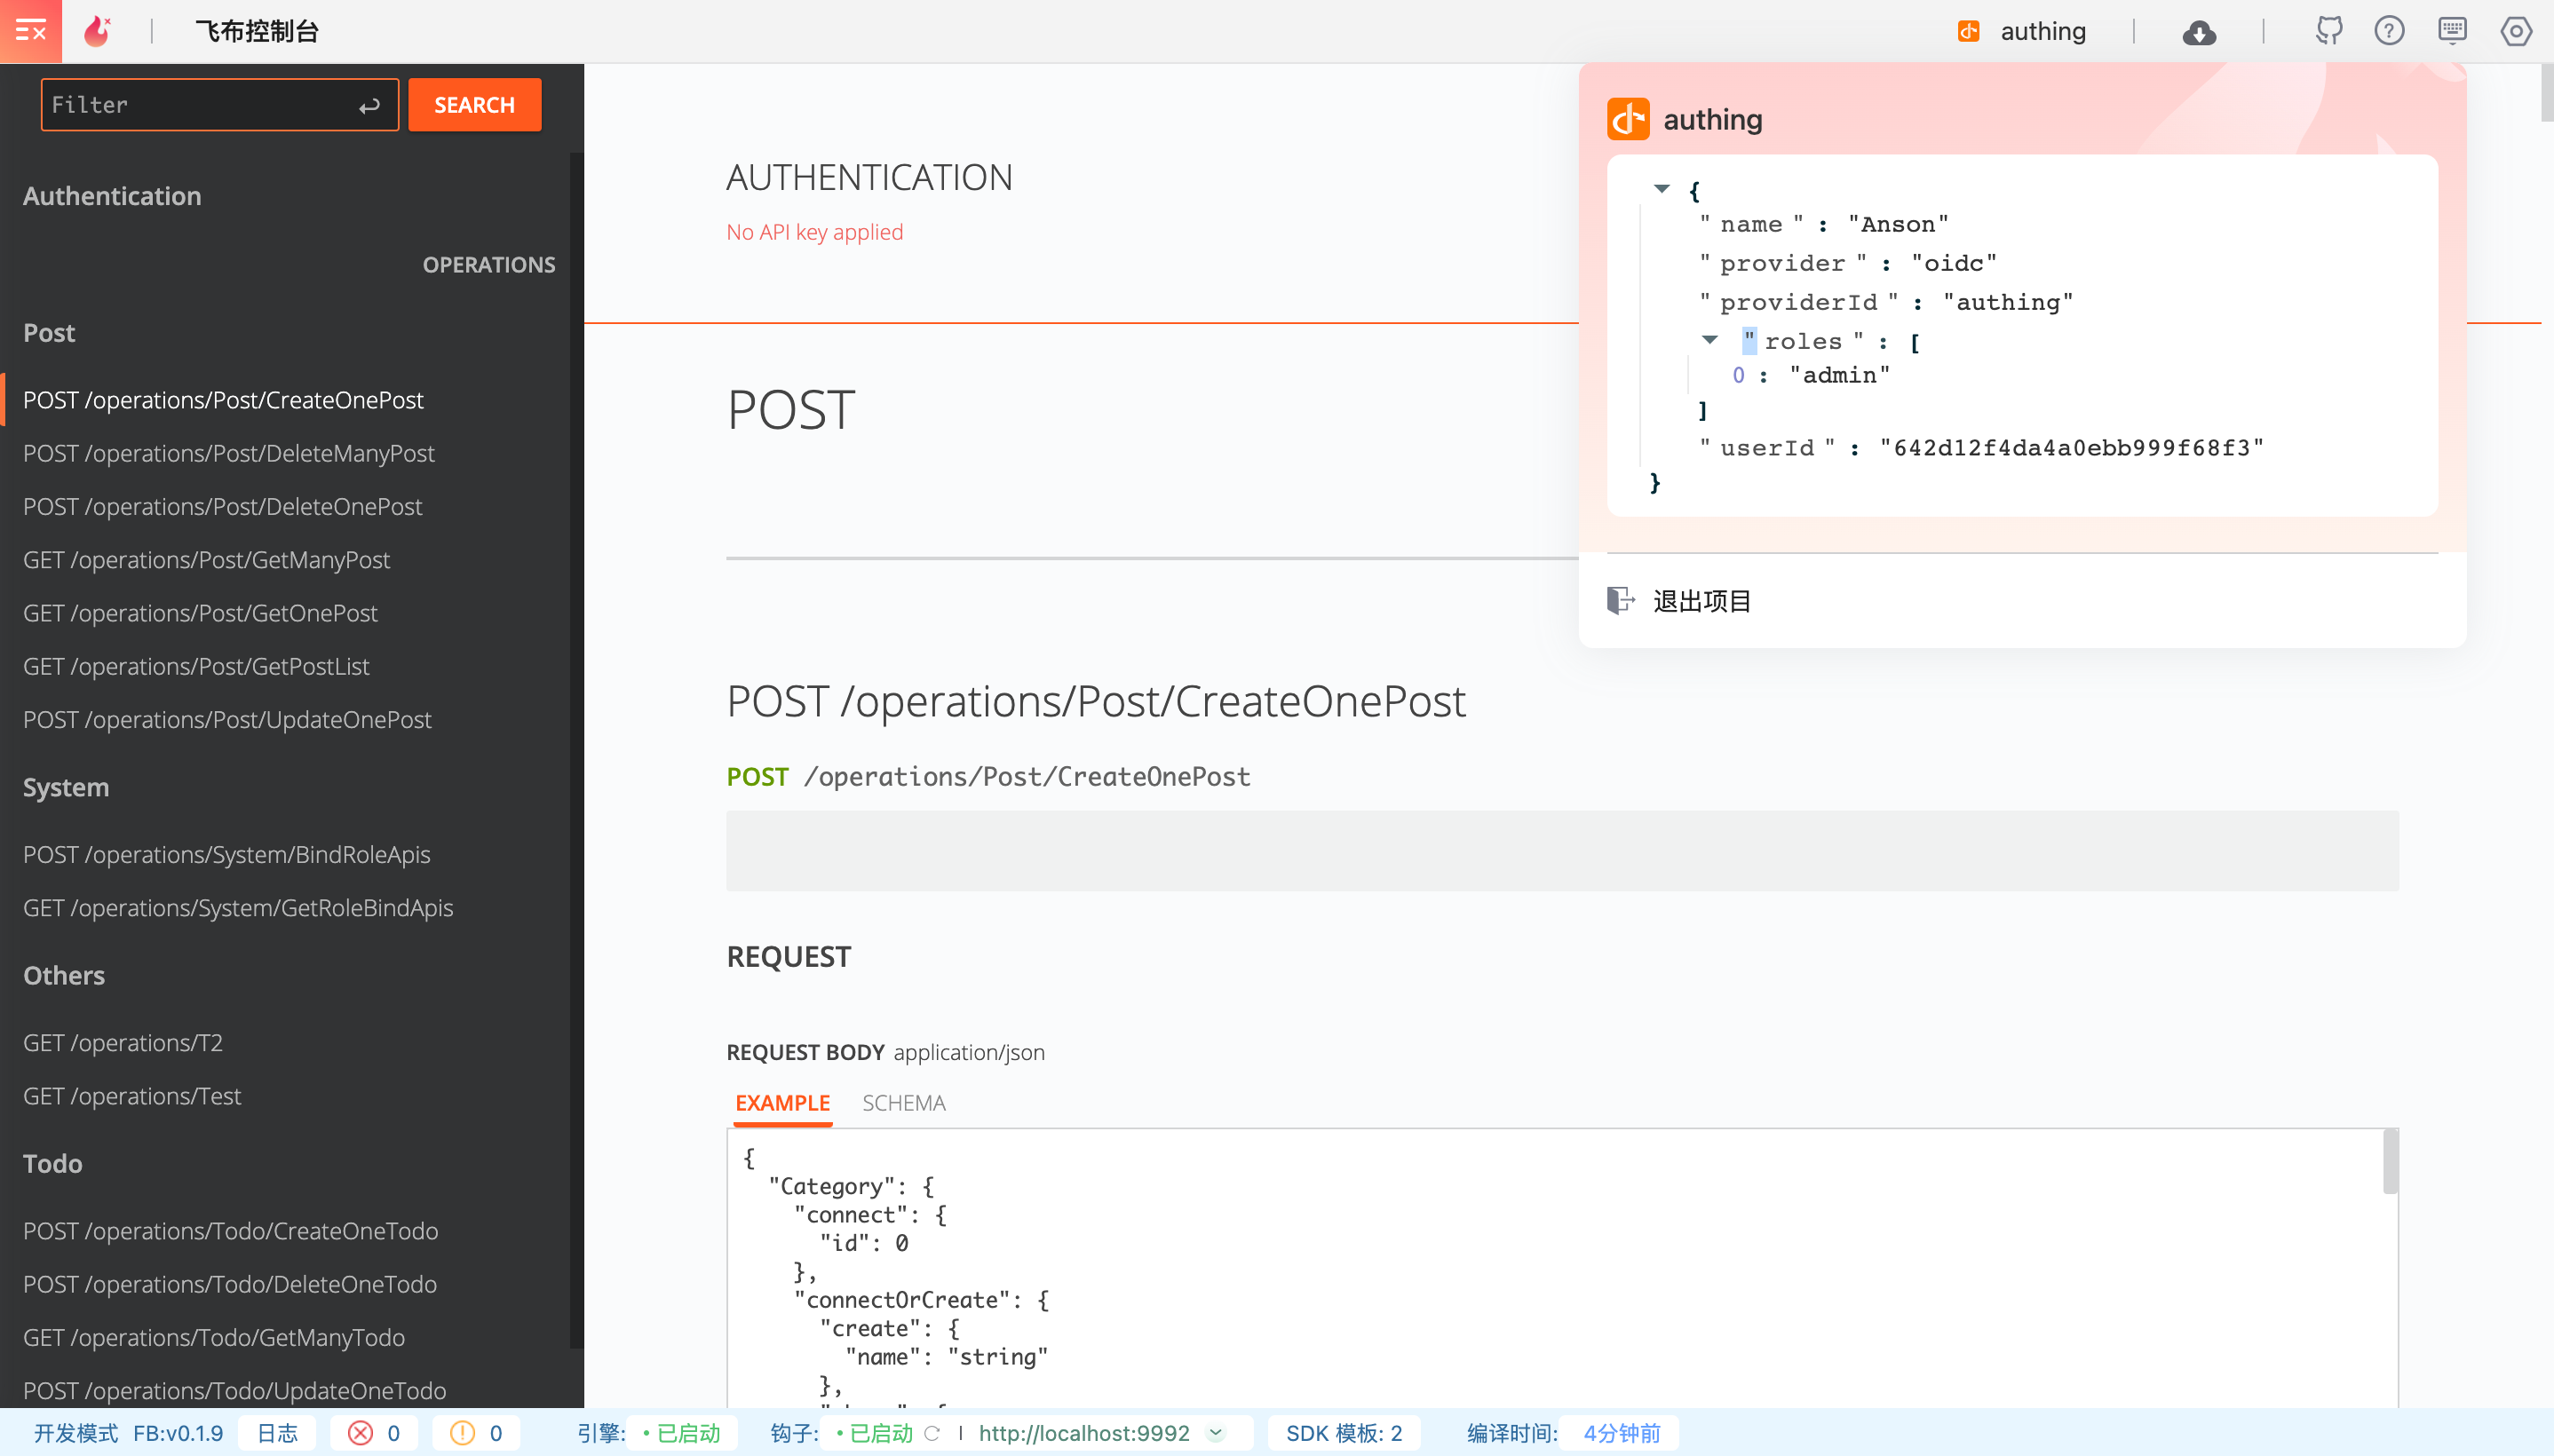 飞布控制台
authing
Filter
SEARCH
Authentication
OPERATIONS
Post
POST /operations/Post/CreateOnePost
POST /operations/Post/DeleteManyPost
POST /operations/Post/DeleteOnePost
GET /operations/Post/GetManyPost
GET /operations/Post/GetOnePost
GET /operations/Post/GetPostList
POST /operations/Post/UpdateOnePost
System
POST /operations/System/BindRoleApis
GET /operations/System/GetRoleBindApis
Others
GET /operations/T2
GET /operations/Test
Todo
POST /operations/Todo/CreateOneTodo
POST /operations/Todo/DeleteOneTodo
GET /operations/Todo/GetManyTodo
POST /operations/Todo/UpdateOneTodo
AUTHENTICATION
No API key applied
POST
POST /operations/Post/CreateOnePost
POST /operations/Post/CreateOnePost
REQUEST
REQUEST BODY application/json
EXAMPLE SCHEMA
{
"Category": {
"connect": {
"id": 0
},
"connectOrCreate": {
"create": {
"name": "string"
},
authing
{
"name" : "Anson"
"provider" : "oidc"
"providerId" : "authing"
"roles" : [
0 : "admin"
]
"userId" : "642d12f4da4a0ebb999f68f3"
}
退出项目
开发模式 FB:v0.1.9 日志 0 0 引擎: 已启动 钩子: 已启动 http://localhost:9992 SDK 模板: 2 编译时间: 4分钟前